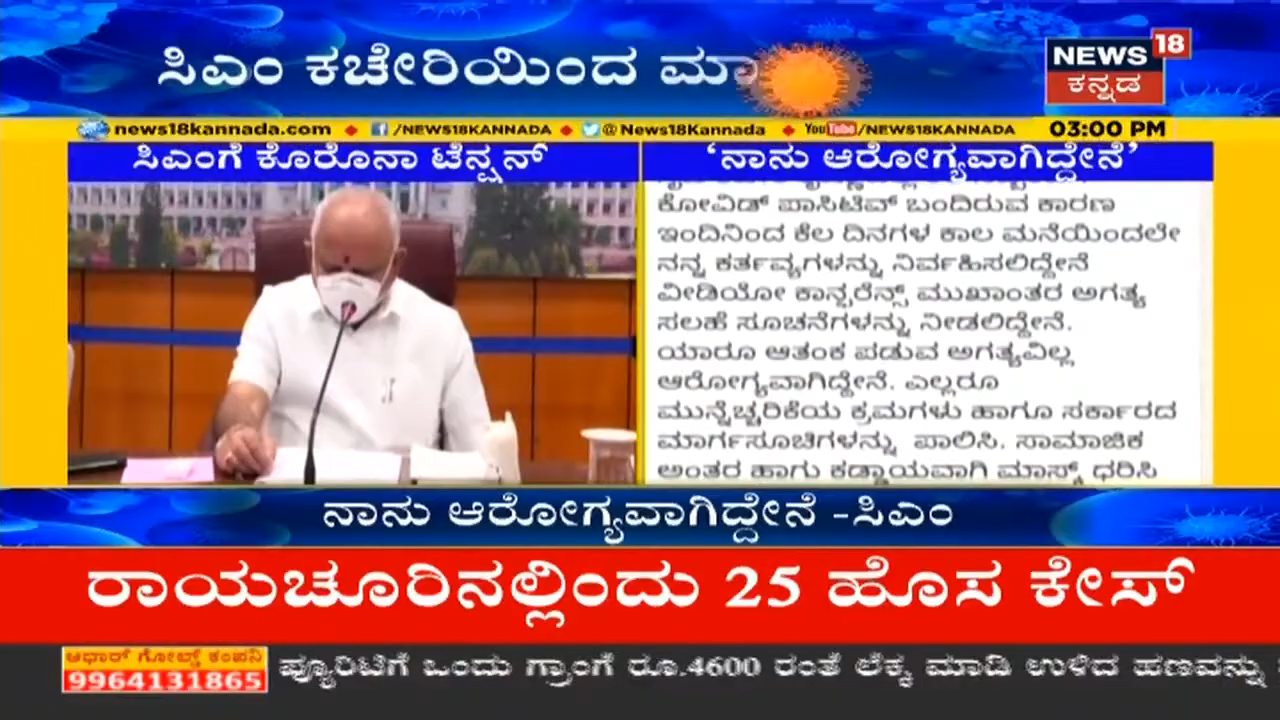 ಸಿಎಂ ಕಚೇರಿಯಿಂದ
NEWS 18
ಕನ್ನಡ
news18kannada.com /NEWS18KANNADA @News18Kannada YouTube/NEWS18KANNADA 03:00 PM
ಸಿಎಂಗೆ ಕೊರೊನಾ ಟೆನ್ಷನ್
‘ನಾನು ಆರೋಗ್ಯವಾಗಿದ್ದೇನೆ’
ಕೋವಿಡ್ ಪಾಸಿಟಿವ್ ಬಂದಿರುವ ಕಾರಣ
ಇಂದಿನಿಂದ ಕೆಲ ದಿನಗಳ ಕಾಲ ಮನೆಯಿಂದಲೇ
ನನ್ನ ಕರ್ತವ್ಯಗಳನ್ನು ನಿರ್ವಹಿಸಲಿದ್ದೇನೆ
ವೀಡಿಯೋ ಕಾನ್ಫರೆನ್ಸ್ ಮುಖಾಂತರ ಅಗತ್ಯ
ಸಲಹೆ ಸೂಚನೆಗಳನ್ನು ನೀಡಲಿದ್ದೇನೆ.
ಯಾರೂ ಆತಂಕ ಪಡುವ ಅಗತ್ಯವಿಲ್ಲ
ಆರೋಗ್ಯವಾಗಿದ್ದೇನೆ. ಎಲ್ಲರೂ
ಮುನ್ನೆಚ್ಚರಿಕೆಯ ಕ್ರಮಗಳು ಹಾಗೂ ಸರ್ಕಾರದ
ಮಾರ್ಗಸೂಚಿಗಳನ್ನು ಪಾಲಿಸಿ. ಸಾಮಾಜಿಕ
ಅಂತರ ಹಾಗು ಕಡ್ಡಾಯವಾಗಿ ಮಾಸ್ಕ್ ಧರಿಸಿ
ನಾನು ಆರೋಗ್ಯವಾಗಿದ್ದೇನೆ -ಸಿಎಂ
ರಾಯಚೂರಿನಲ್ಲಿಂದು 25 ಹೊಸ ಕೇಸ್
ಆಧಾರ್ ಗೋಲ್ಡ್ ಕಂಪನಿ
9964131865
ಪ್ಯೂರಿಟಿಗೆ ಒಂದು ಗ್ರಾಂಗೆ ರೂ.4600 ರಂತೆ ಲೆಕ್ಕ ಮಾಡಿ ಉಳಿದ ಹಣವನ್ನು